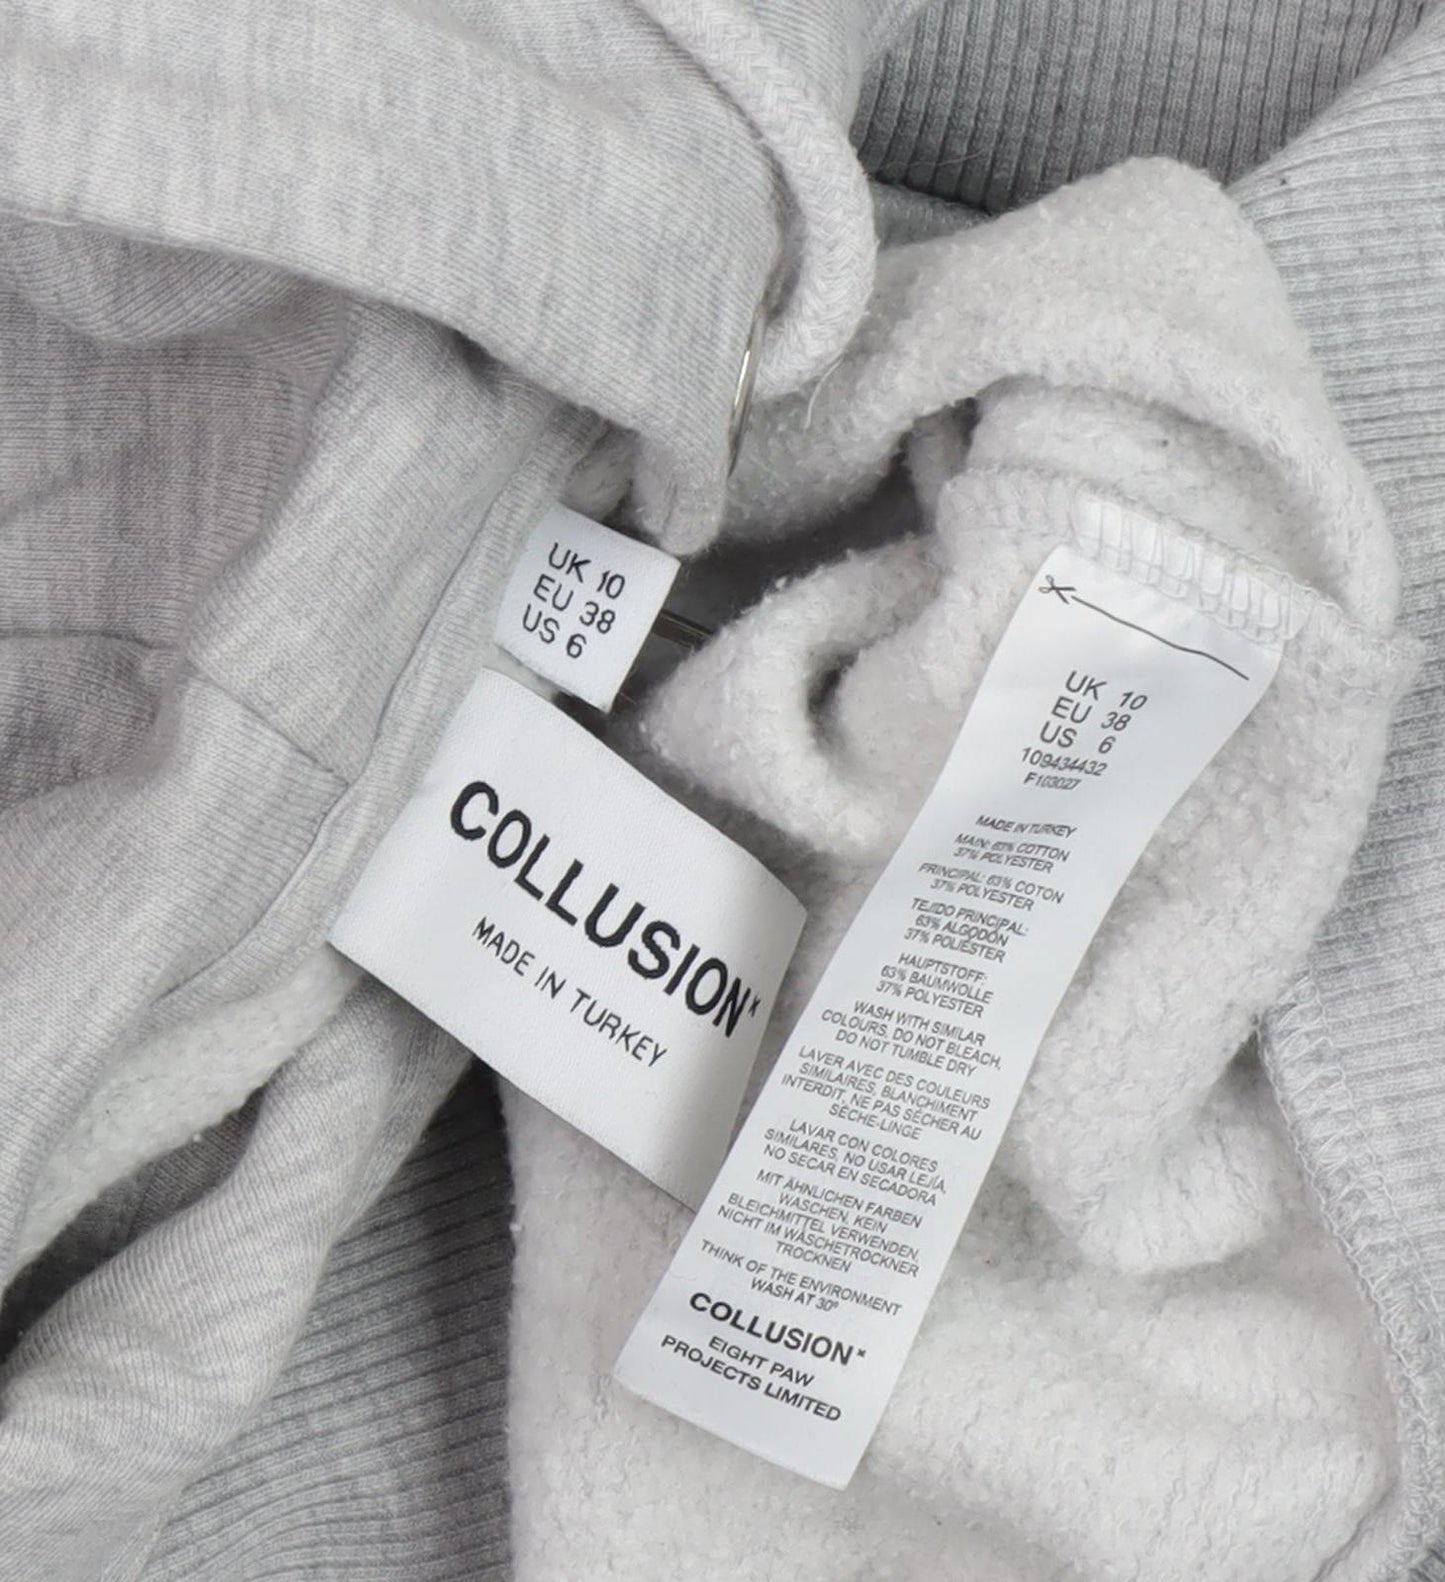 UK 10
EU 38
US 6
COLLUSION×
MADE IN TURKEY
UK 10
EU 38
US 6
109434432
F103027
MADE IN TURKEY
MAIN: 63% COTTON
37% POLYESTER
PRINCIPAL: 63% COTON
37% POLYESTER
TEJIDO PRINCIPAL:
63% ALGODÓN
37% POLIÉSTER
HAUPTSTOFF:
63% BAUMWOLLE
37% POLYESTER
WASH WITH SIMILAR
COLOURS, DO NOT BLEACH,
DO NOT TUMBLE DRY
LAVER AVEC DES COULEURS
SIMILAIRES, BLANCHIMENT
INTERDIT, NE PAS SÉCHER AU
SÈCHE-LINGE
LAVAR CON COLORES
SIMILARES, NO USAR LEJÍA,
NO SECAR EN SECADORA
MIT ÄHNLICHEN FARBEN
WASCHEN, KEIN
BLEICHMITTEL VERWENDEN,
NICHT IM WÄSCHETROCKNER
TROCKNEN
THINK OF THE ENVIRONMENT
WASH AT 30°
COLLUSION×
EIGHT PAW
PROJECTS LIMITED